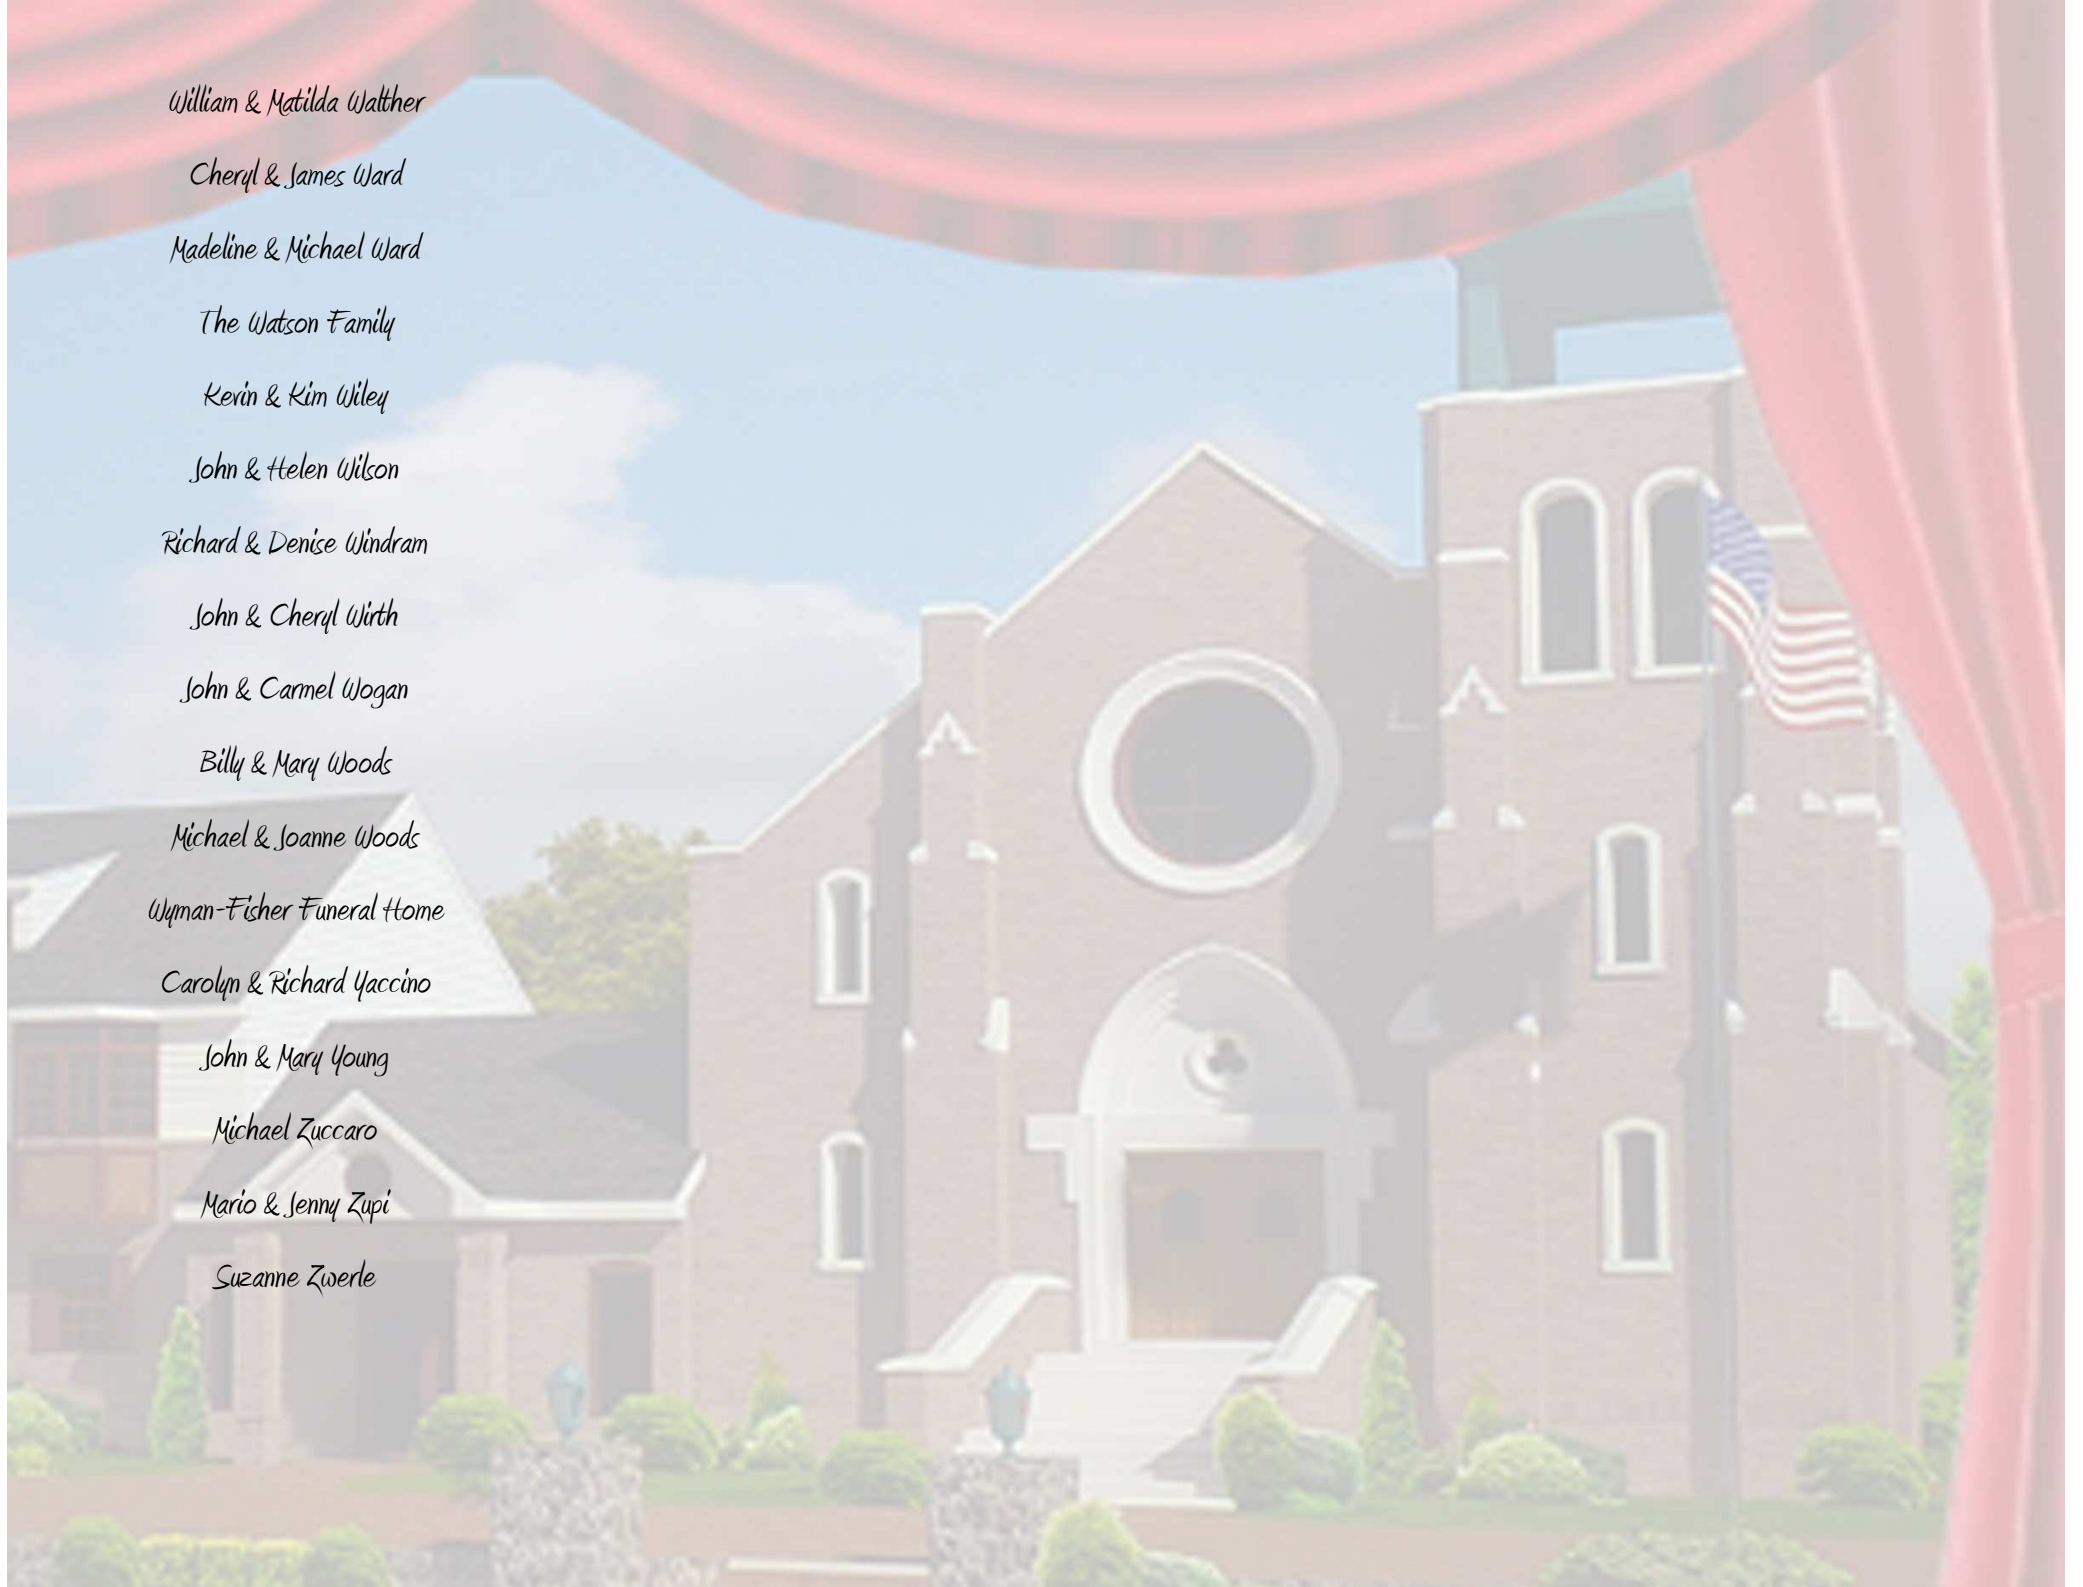 William & Matilda Walther
Cheryl & James Ward
Madeline & Michael Ward
The Watson Family
Kevin & Kim Wiley
John & Helen Wilson
Richard & Denise Windram
John & Cheryl Wirth
John & Carmel Wogan
Billy & Mary Woods
Michael & Joanne Woods
Wyman-Fisher Funeral Home
Carolyn & Richard Yaccino
John & Mary Young
Michael Zuccaro
Mario & Jenny Zupi
Suzanne Zwerle